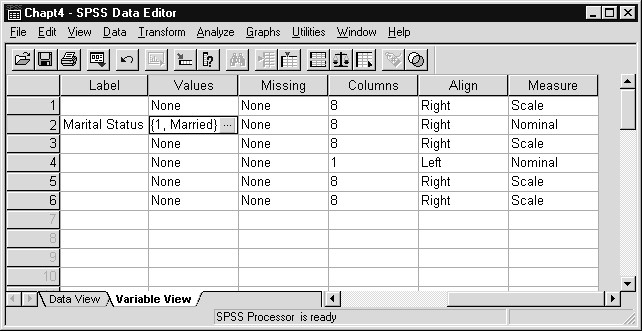 Chapt4 - SPSS Data Editor
File Edit View Data Transform Analyze Graphs Utilities Window Help
Label Values Missing Columns Align Measure
1 None None 8 Right Scale
2 Marital Status {1, Married} ... None 8 Right Nominal
3 None None 8 Right Scale
4 None None 1 Left Nominal
5 None None 8 Right Scale
6 None None 8 Right Scale
7
8
9
10
Data View Variable View
SPSS Processor is ready